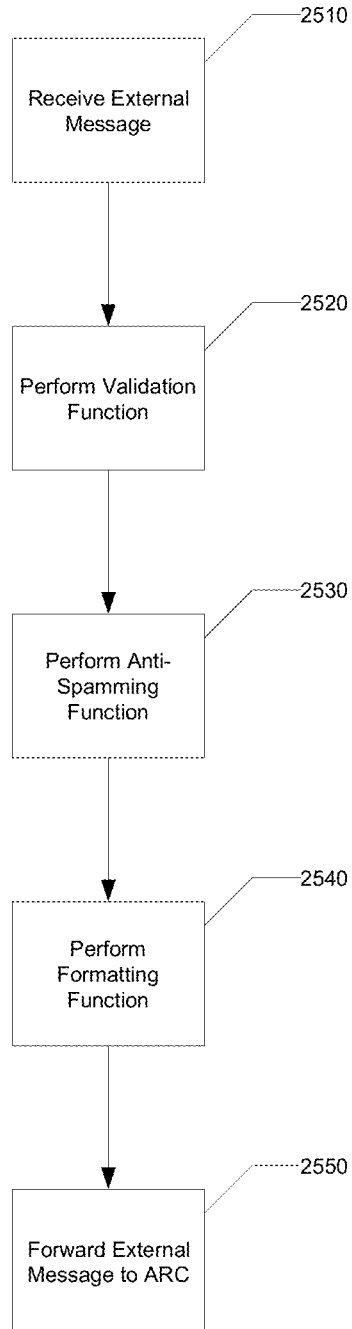 2510
Receive External
Message
2520
Perform Validation
Function
2530
Perform Anti-
Spamming
Function
2540
Perform
Formatting
Function
2550
Forward External
Message to ARC